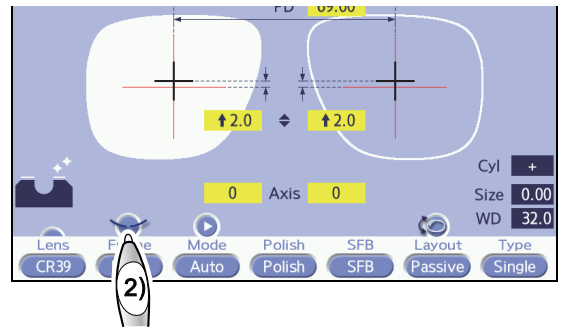 PD 69.00
↑2.0 ↑2.0
Cyl +
0 Axis 0
Size 0.00
WD 32.0
Lens Mode Polish SFB Layout Type
CR39 Auto Polish SFB Passive Single
2)